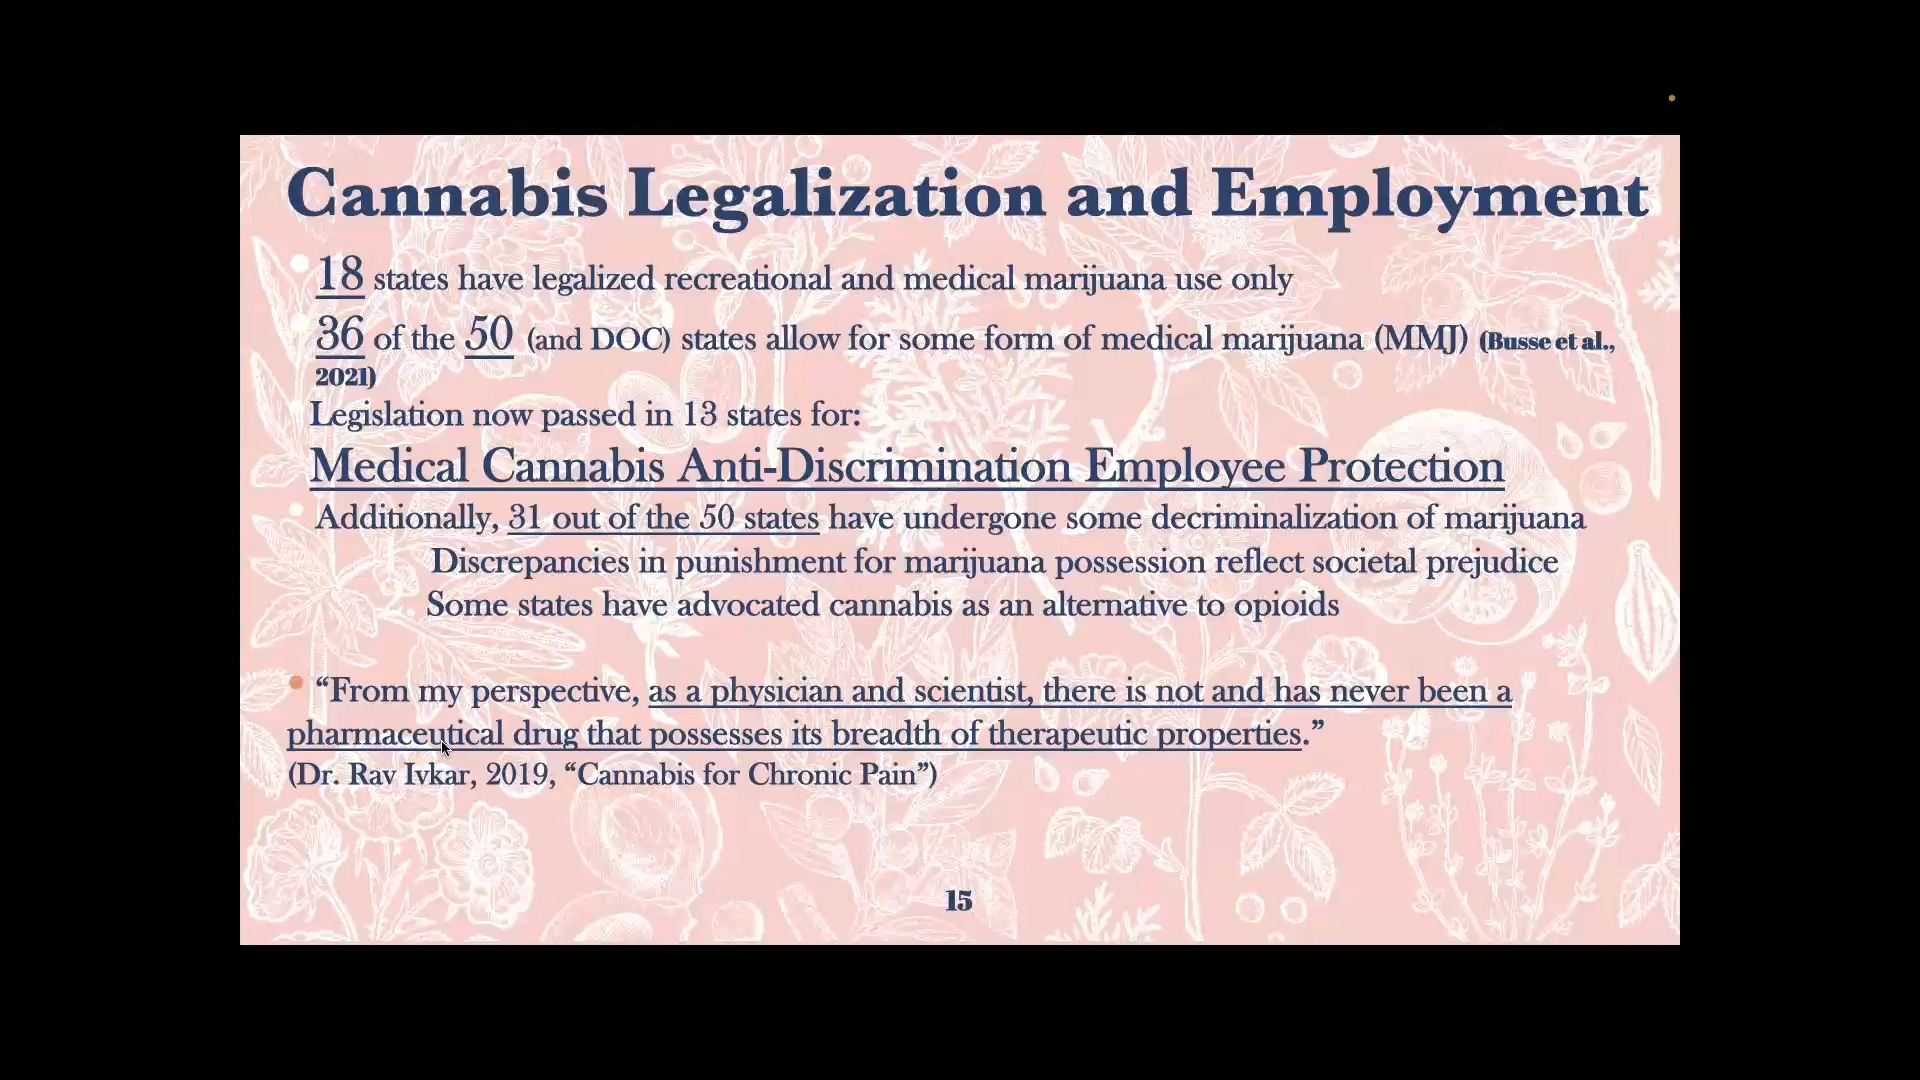 Cannabis Legalization and Employment
18 states have legalized recreational and medical marijuana use only
36 of the 50 (and DOC) states allow for some form of medical marijuana (MMJ) (Busse et al.,
2021)
Legislation now passed in 13 states for:
Medical Cannabis Anti-Discrimination Employee Protection
Additionally, 31 out of the 50 states have undergone some decriminalization of marijuana
Discrepancies in punishment for marijuana possession reflect societal prejudice
Some states have advocated cannabis as an alternative to opioids
“From my perspective, as a physician and scientist, there is not and has never been a
pharmaceutical drug that possesses its breadth of therapeutic properties.”
(Dr. Rav Ivkar, 2019, “Cannabis for Chronic Pain”)
15